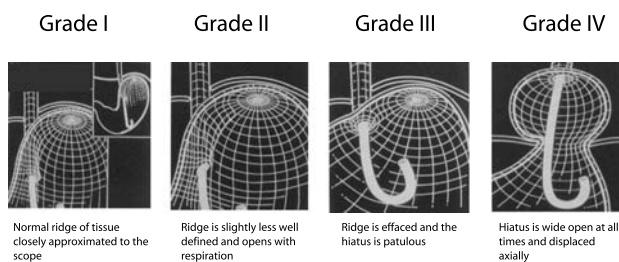 Grade I
Grade II
Grade III
Grade IV
Normal ridge of tissue
closely approximated to the
scope
Ridge is slightly less well
defined and opens with
respiration
Ridge is effaced and the
hiatus is patulous
Hiatus is wide open at all
times and displaced
axially